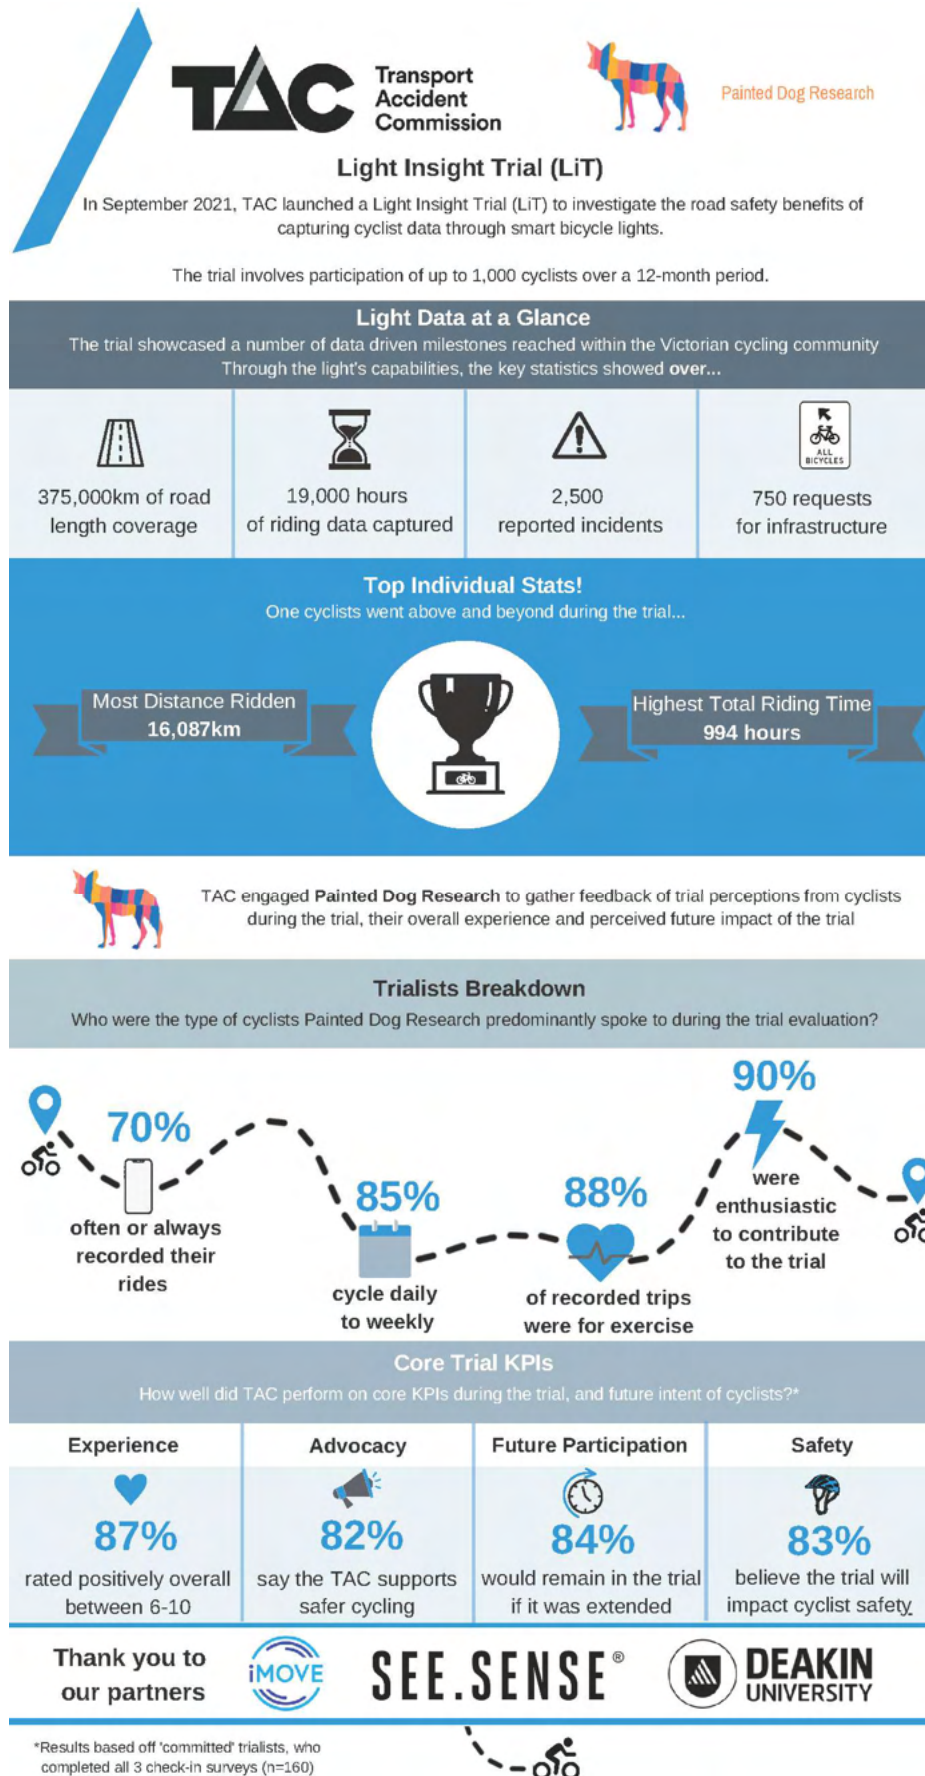 TAC
Transport
Accident
Commission
Painted Dog Research
Light Insight Trial (LiT)
In September 2021, TAC launched a Light Insight Trial (LiT) to investigate the road safety benefits of
capturing cyclist data through smart bicycle lights.
The trial involves participation of up to 1,000 cyclists over a 12-month period.
Light Data at a Glance
The trial showcased a number of data driven milestones reached within the Victorian cycling community
Through the light's capabilities, the key statistics showed over...
ALL
BICYCLES
375,000km of road
length coverage
19,000 hours
of riding data captured
2,500
reported incidents
750 requests
for infrastructure
Top Individual Stats!
One cyclists went above and beyond during the trial...
Most Distance Ridden
16,087km
Highest Total Riding Time
994 hours
TAC engaged Painted Dog Research to gather feedback of trial perceptions from cyclists
during the trial, their overall experience and perceived future impact of the trial
Trialists Breakdown
Who were the type of cyclists Painted Dog Research predominantly spoke to during the trial evaluation?
70%
often or always
recorded their
rides
85%
cycle daily
to weekly
88%
of recorded trips
were for exercise
90%
were
enthusiastic
to contribute
to the trial
Core Trial KPIs
How well did TAC perform on core KPIs during the trial, and future intent of cyclists?*
Experience
87%
rated positively overall
between 6-10
Advocacy
82%
say the TAC supports
safer cycling
Future Participation
84%
would remain in the trial
if it was extended
Safety
83%
believe the trial will
impact cyclist safety.
Thank you to
our partners
iMOVE
SEE.SENSE®
DEAKIN
UNIVERSITY
*Results based off 'committed' trialists, who
completed all 3 check-in surveys (n=160)